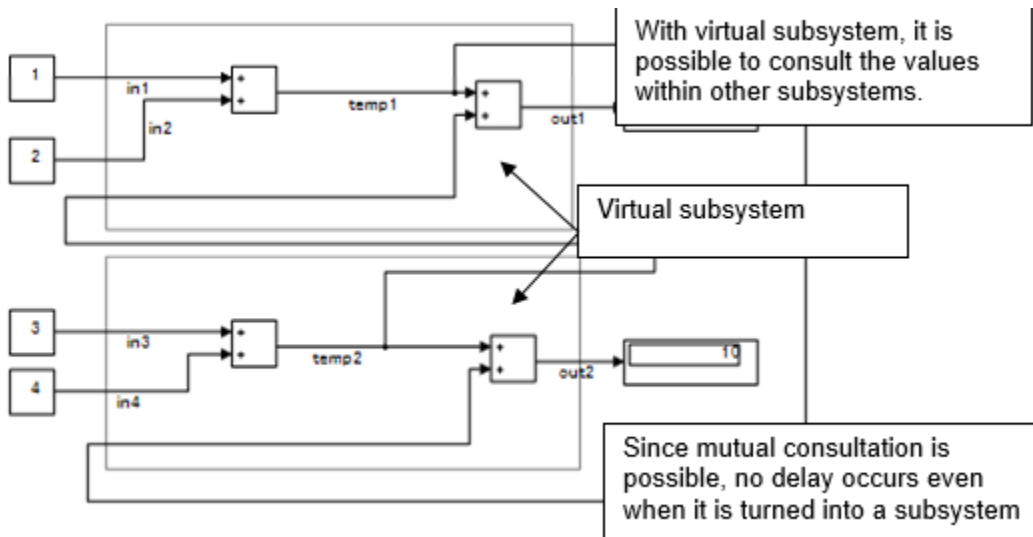 With virtual subsystem, it is
possible to consult the values
within other subsystems.
1
in1
+
+
temp1
+
+
out1
in2
2
Virtual subsystem
3
in3
+
+
temp2
+
+
out2
10
4
in4
Since mutual consultation is
possible, no delay occurs even
when it is turned into a subsystem